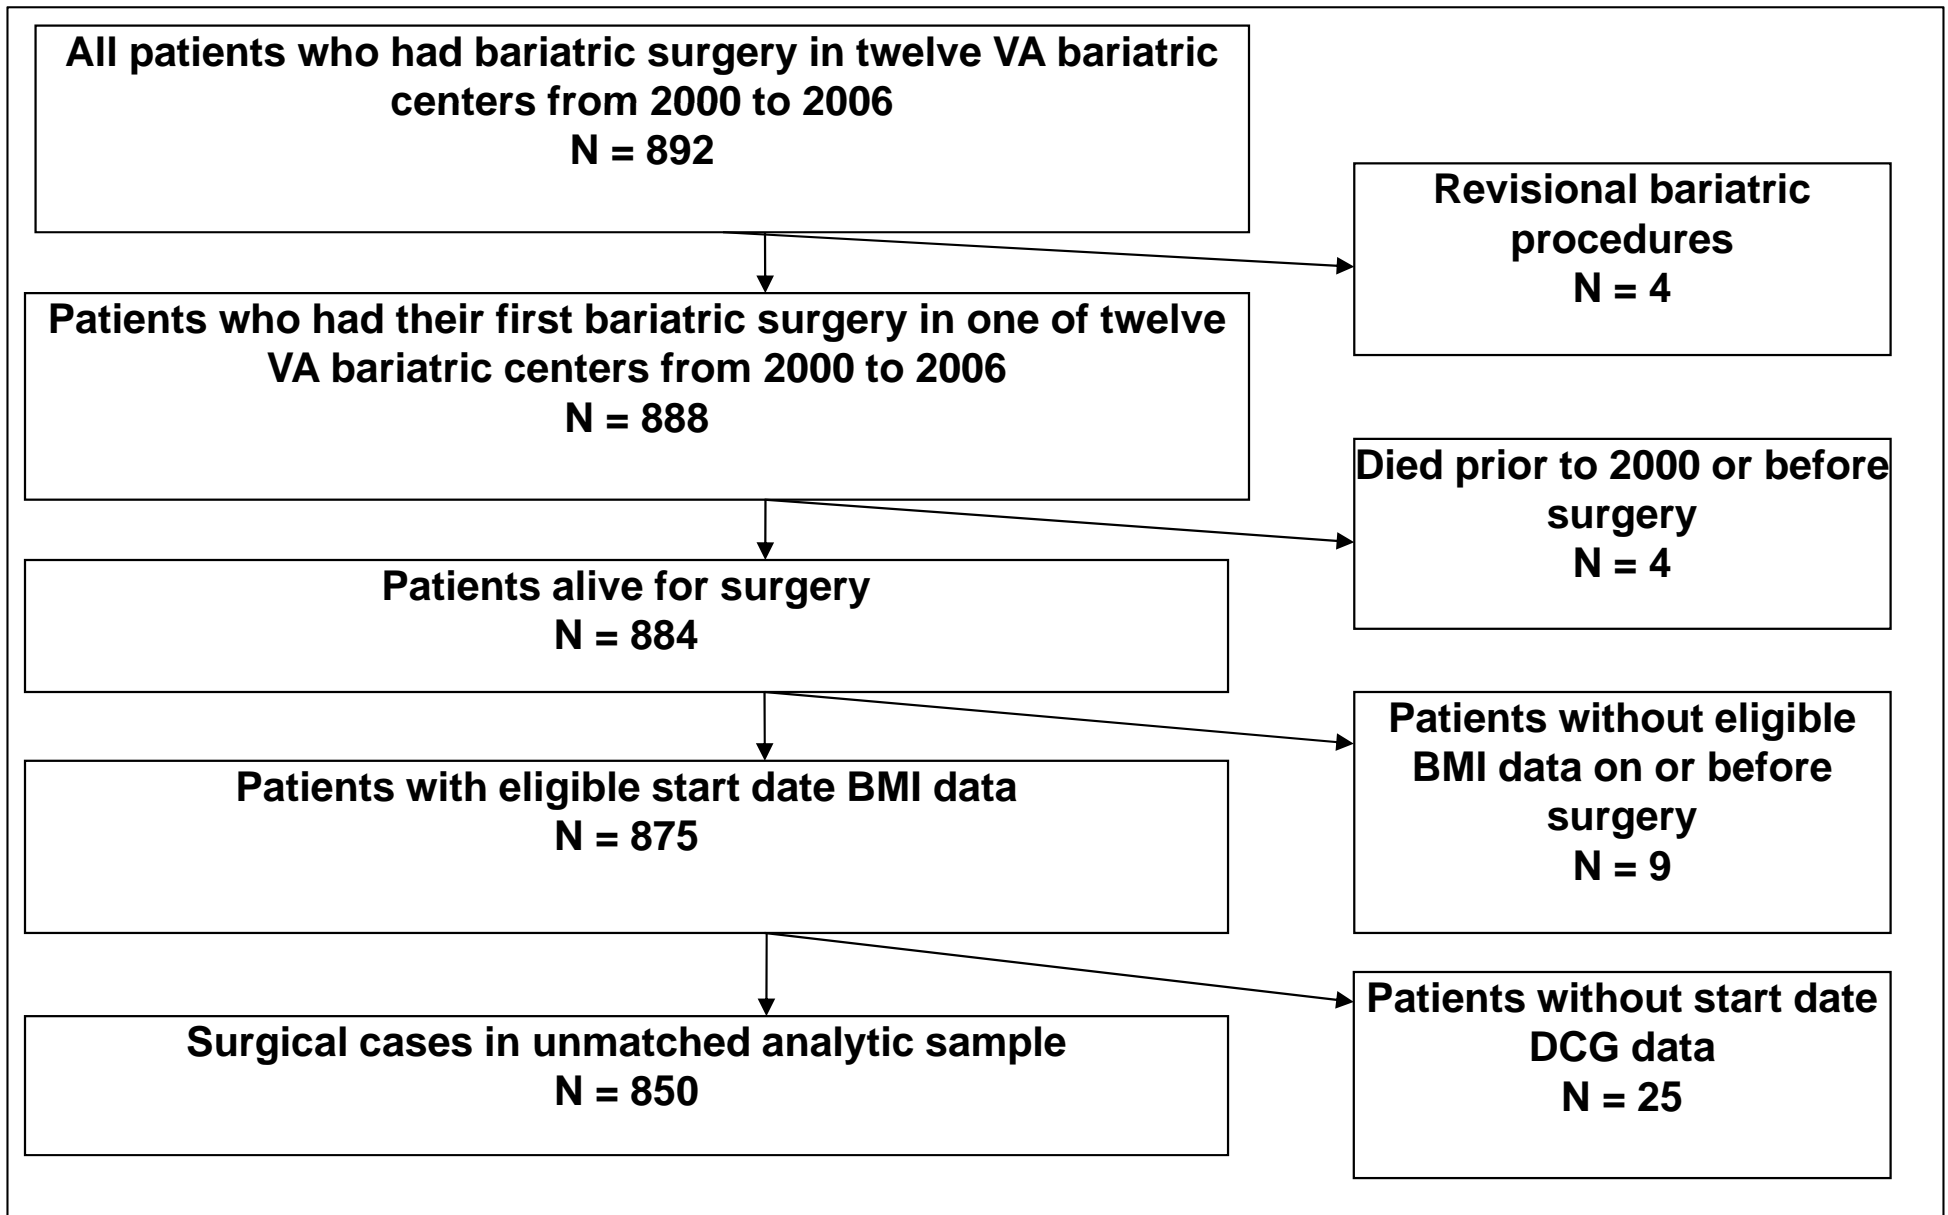 All patients who had bariatric surgery in twelve VA bariatric
centers from 2000 to 2006
N = 892
Revisional bariatric
procedures
N = 4
Patients who had their first bariatric surgery in one of twelve
VA bariatric centers from 2000 to 2006
N = 888
Died prior to 2000 or before
surgery
N = 4
Patients alive for surgery
N = 884
Patients without eligible
BMI data on or before
surgery
N = 9
Patients with eligible start date BMI data
N = 875
Patients without start date
DCG data
N = 25
Surgical cases in unmatched analytic sample
N = 850